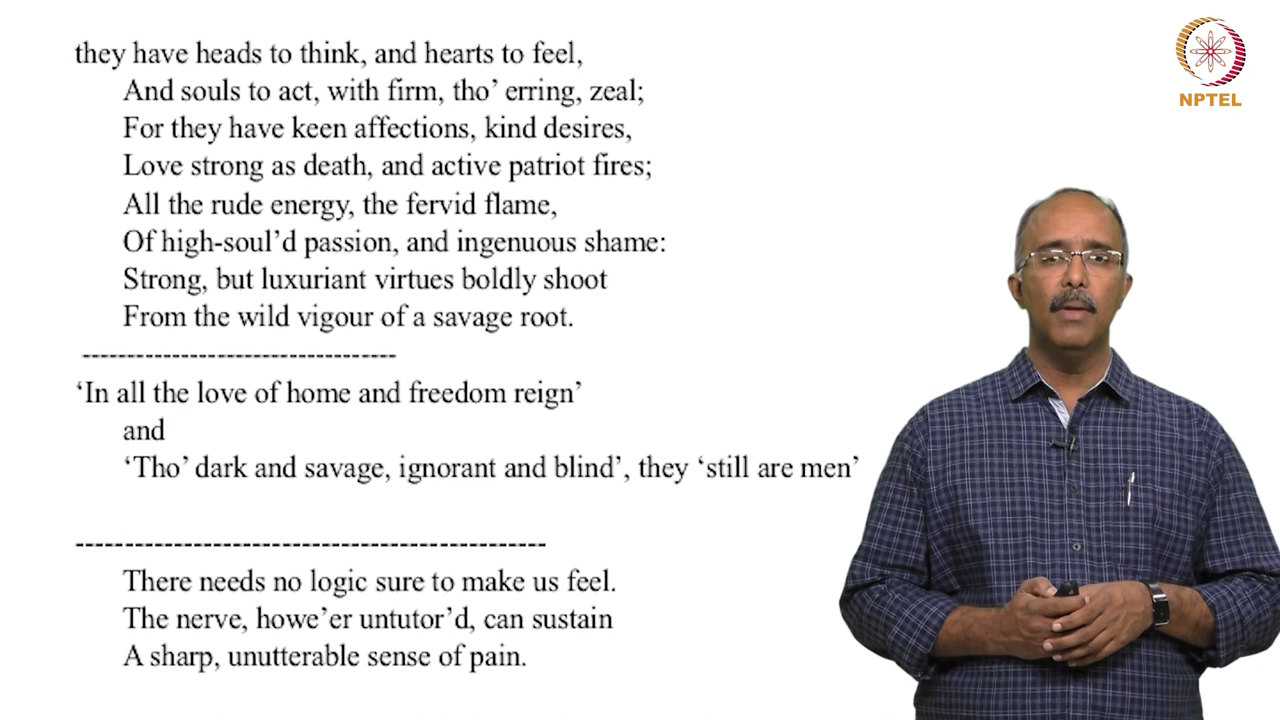 they have heads to think, and hearts to feel,
And souls to act, with firm, tho’ erring, zeal;
For they have keen affections, kind desires,
Love strong as death, and active patriot fires;
All the rude energy, the fervid flame,
Of high-soul’d passion, and ingenuous shame:
Strong, but luxuriant virtues boldly shoot
From the wild vigour of a savage root.
----------------------------------
‘In all the love of home and freedom reign’
and
‘Tho’ dark and savage, ignorant and blind’, they ‘still are men’
------------------------------------------------
There needs no logic sure to make us feel.
The nerve, howe’er untutor’d, can sustain
A sharp, unutterable sense of pain.
NPTEL